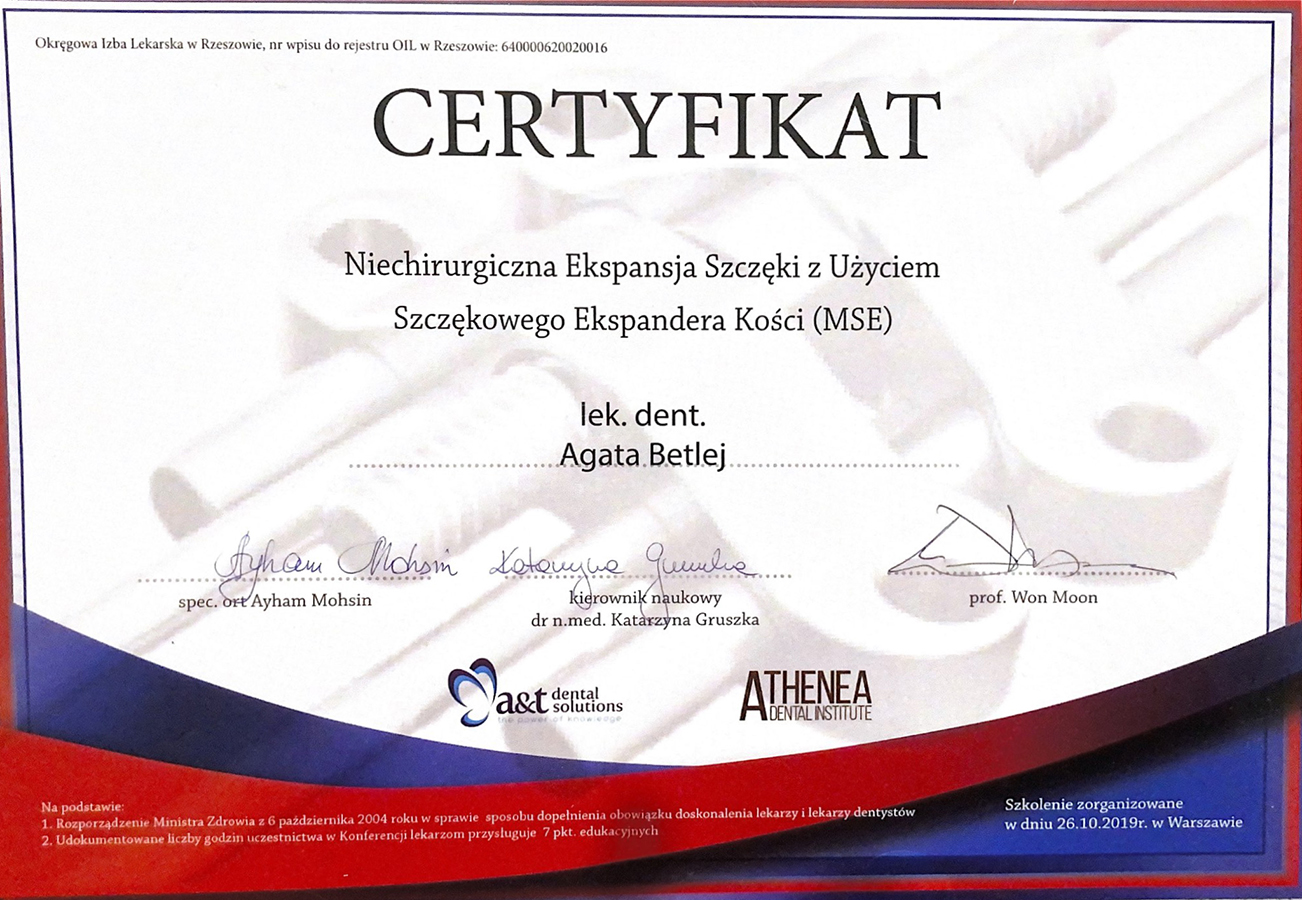 Okręgowa Izba Lekarska w Rzeszowie, nr wpisu do rejestru OIL w Rzeszowie: 640000620020016
CERTYFIKAT
Niechirurgiczna Ekspansja Szczęki z Użyciem
Szczękowego Ekspandera Kości (MSE)
lek. dent.
Agata Betlej
Ayham Mohsin
Katarzyna Gruszka
spec. ort Ayham Mohsin
kierownik naukowy
dr n.med. Katarzyna Gruszka
prof. Won Moon
a&t dental solutions
the power of knowledge
ATHENEA
DENTAL INSTITUTE
Na podstawie:
1. Rozporządzenie Ministra Zdrowia z 6 października 2004 roku w sprawie sposobu dopełnienia obowiązku doskonalenia lekarzy i lekarzy dentystów
2. Udokumentowane liczby godzin uczestnictwa w Konferencji lekarzom przysługuje 7 pkt. edukacyjnych
Szkolenie zorganizowane
w dniu 26.10.2019r. w Warszawie